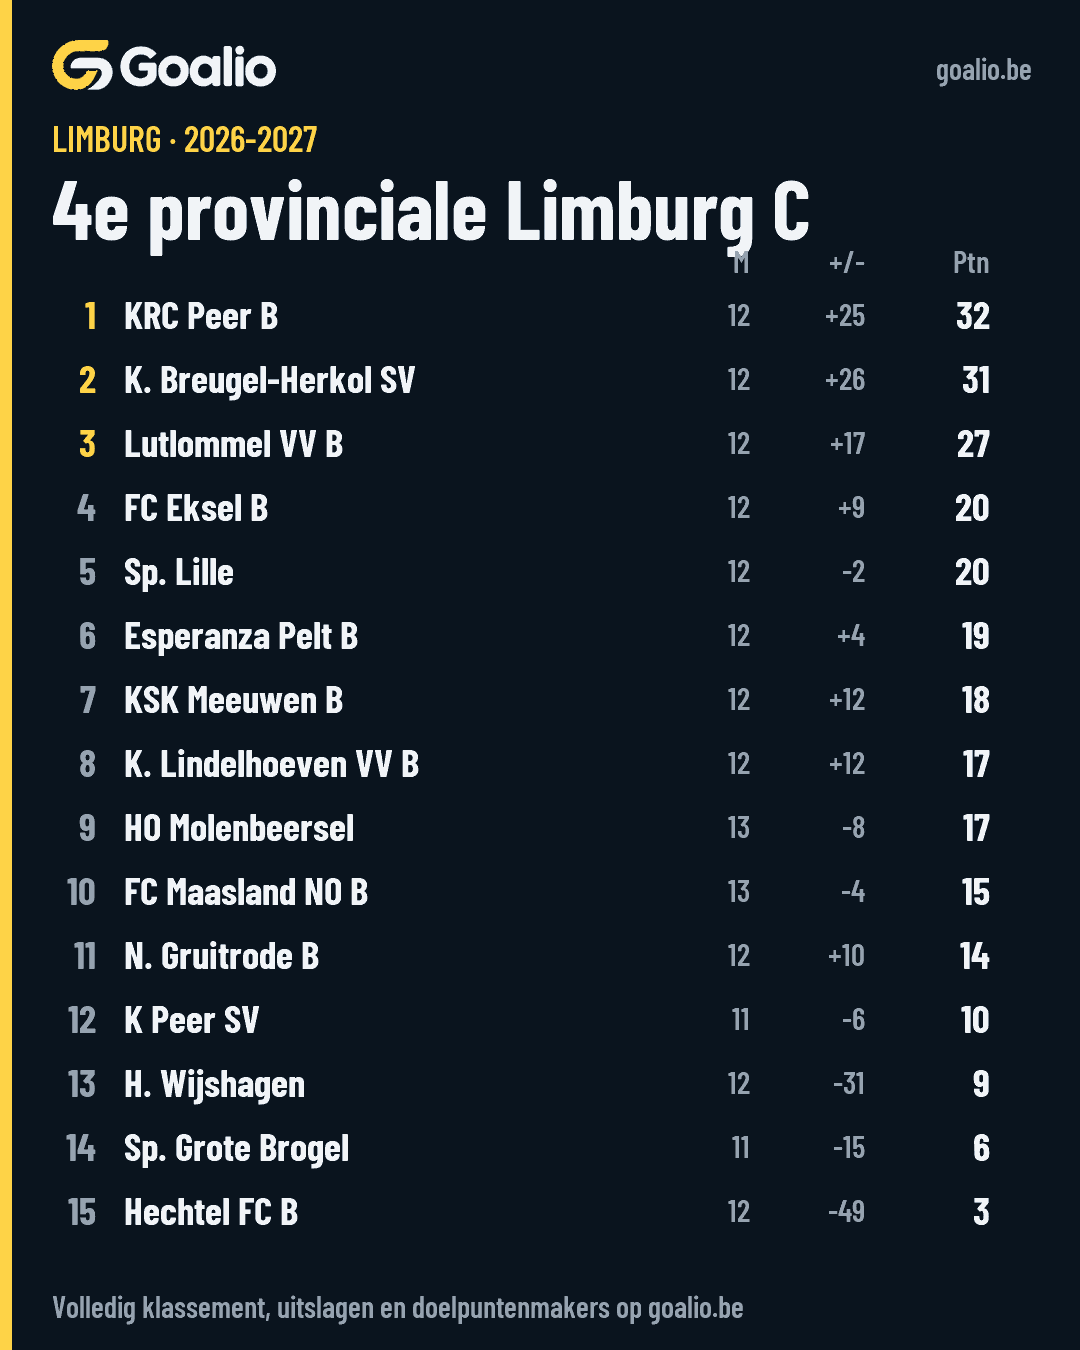 Goalio
goalio.be
LIMBURG · 2026-2027
4e provinciale Limburg C
M +/- Ptn
1 KRC Peer B 12 +25 32
2 K. Breugel-Herkol SV 12 +26 31
3 Lutlommel VV B 12 +17 27
4 FC Eksel B 12 +9 20
5 Sp. Lille 12 -2 20
6 Esperanza Pelt B 12 +4 19
7 KSK Meeuwen B 12 +12 18
8 K. Lindelhoeven VV B 12 +12 17
9 HO Molenbeersel 13 -8 17
10 FC Maasland NO B 13 -4 15
11 N. Gruitrode B 12 +10 14
12 K Peer SV 11 -6 10
13 H. Wijshagen 12 -31 9
14 Sp. Grote Brogel 11 -15 6
15 Hechtel FC B 12 -49 3
Volledig klassement, uitslagen en doelpuntenmakers op goalio.be